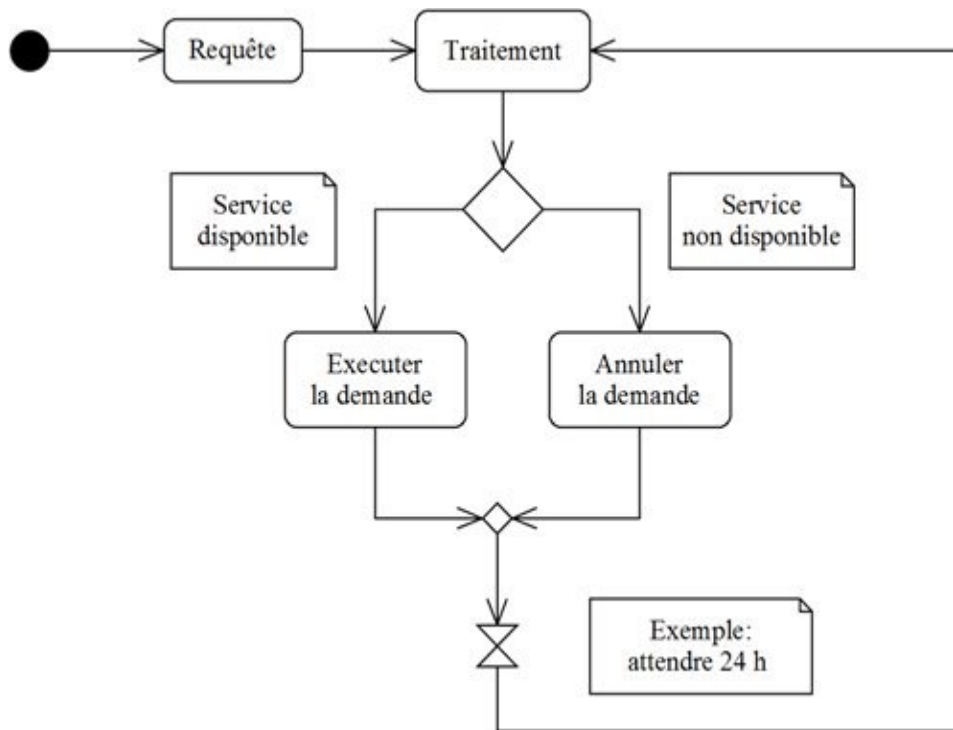 Requête
Traitement
Service
disponible
Service
non disponible
Executer
la demande
Annuler
la demande
Exemple:
attendre 24 h